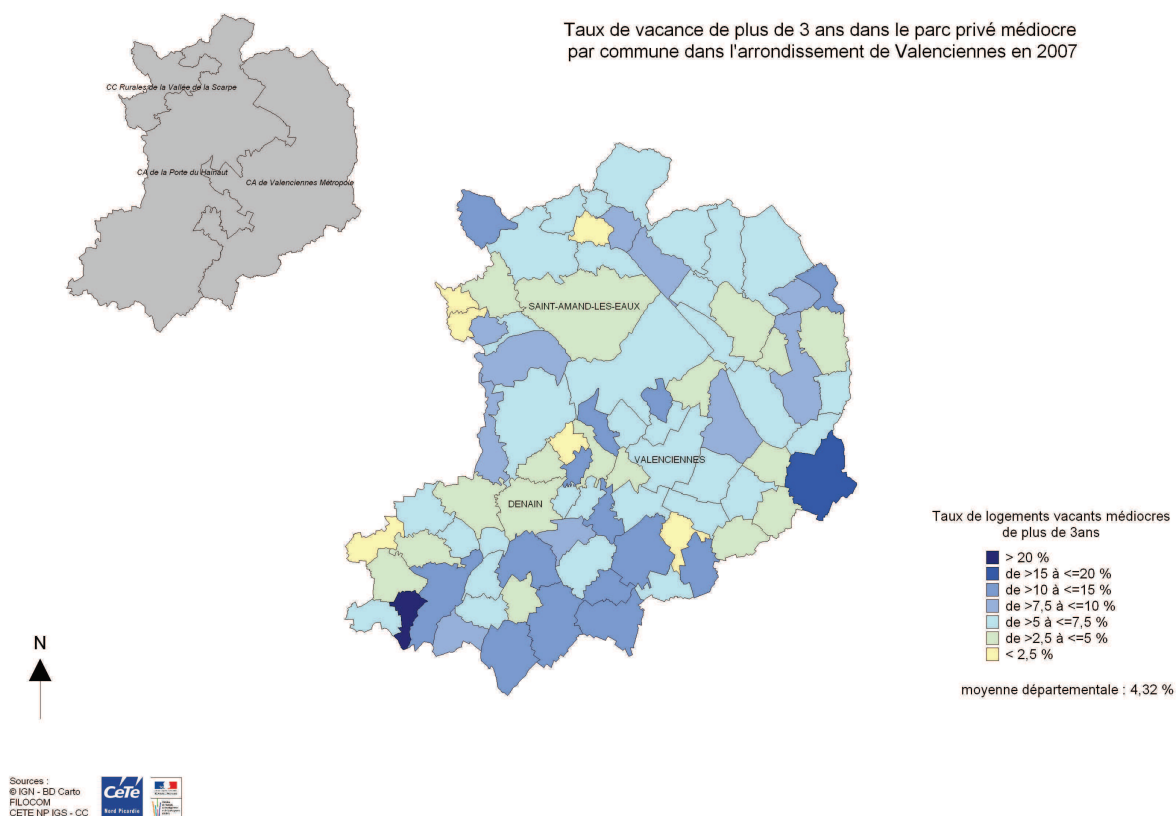 Taux de vacance de plus de 3 ans dans le parc privé médiocre
par commune dans l'arrondissement de Valenciennes en 2007
CC Rurales de la Vallée de la Scarpe
CA de la Porte du Hainaut
CA de Valenciennes Métropole
SAINT-AMAND-LES-EAUX
VALENCIENNES
DENAIN
Taux de logements vacants médiocres
de plus de 3ans
> 20 %
de >15 à <=20 %
de >10 à <=15 %
de >7,5 à <=10 %
de >5 à <=7,5 %
de >2,5 à <=5 %
< 2,5 %
moyenne départementale : 4,32 %
N
Sources :
© IGN - BD Carto
FILOCOM
CETE NP IGS - CC
CeTe
Nord Picardie